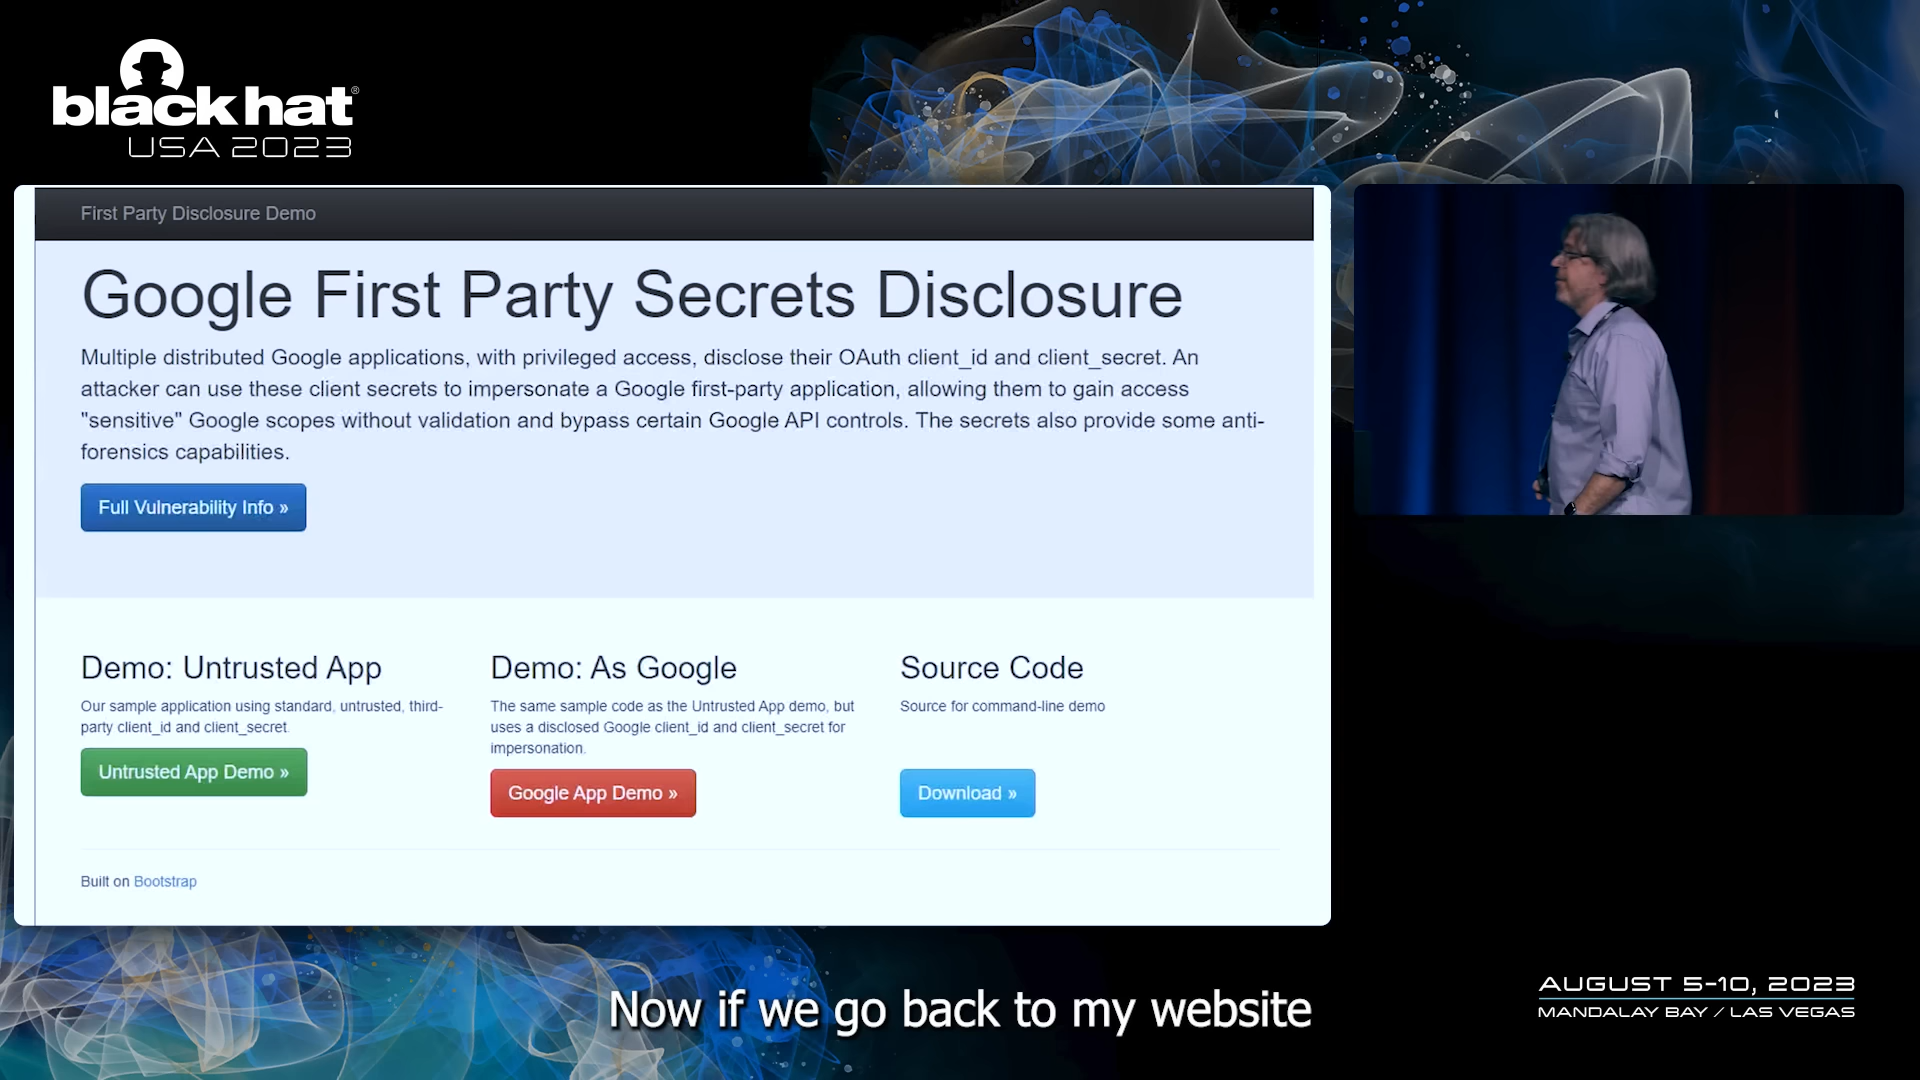 blackhat®
USA 2023
First Party Disclosure Demo
Google First Party Secrets Disclosure
Multiple distributed Google applications, with privileged access, disclose their OAuth client_id and client_secret. An
attacker can use these client secrets to impersonate a Google first-party application, allowing them to gain access
"sensitive" Google scopes without validation and bypass certain Google API controls. The secrets also provide some anti-
forensics capabilities.
Full Vulnerability Info »
Demo: Untrusted App
Our sample application using standard, untrusted, third-
party client_id and client_secret.
Untrusted App Demo »
Demo: As Google
The same sample code as the Untrusted App demo, but
uses a disclosed Google client_id and client_secret for
impersonation.
Google App Demo »
Source Code
Source for command-line demo
Download »
Built on Bootstrap
Now if we go back to my website
AUGUST 5-10, 2023
MANDALAY BAY / LAS VEGAS